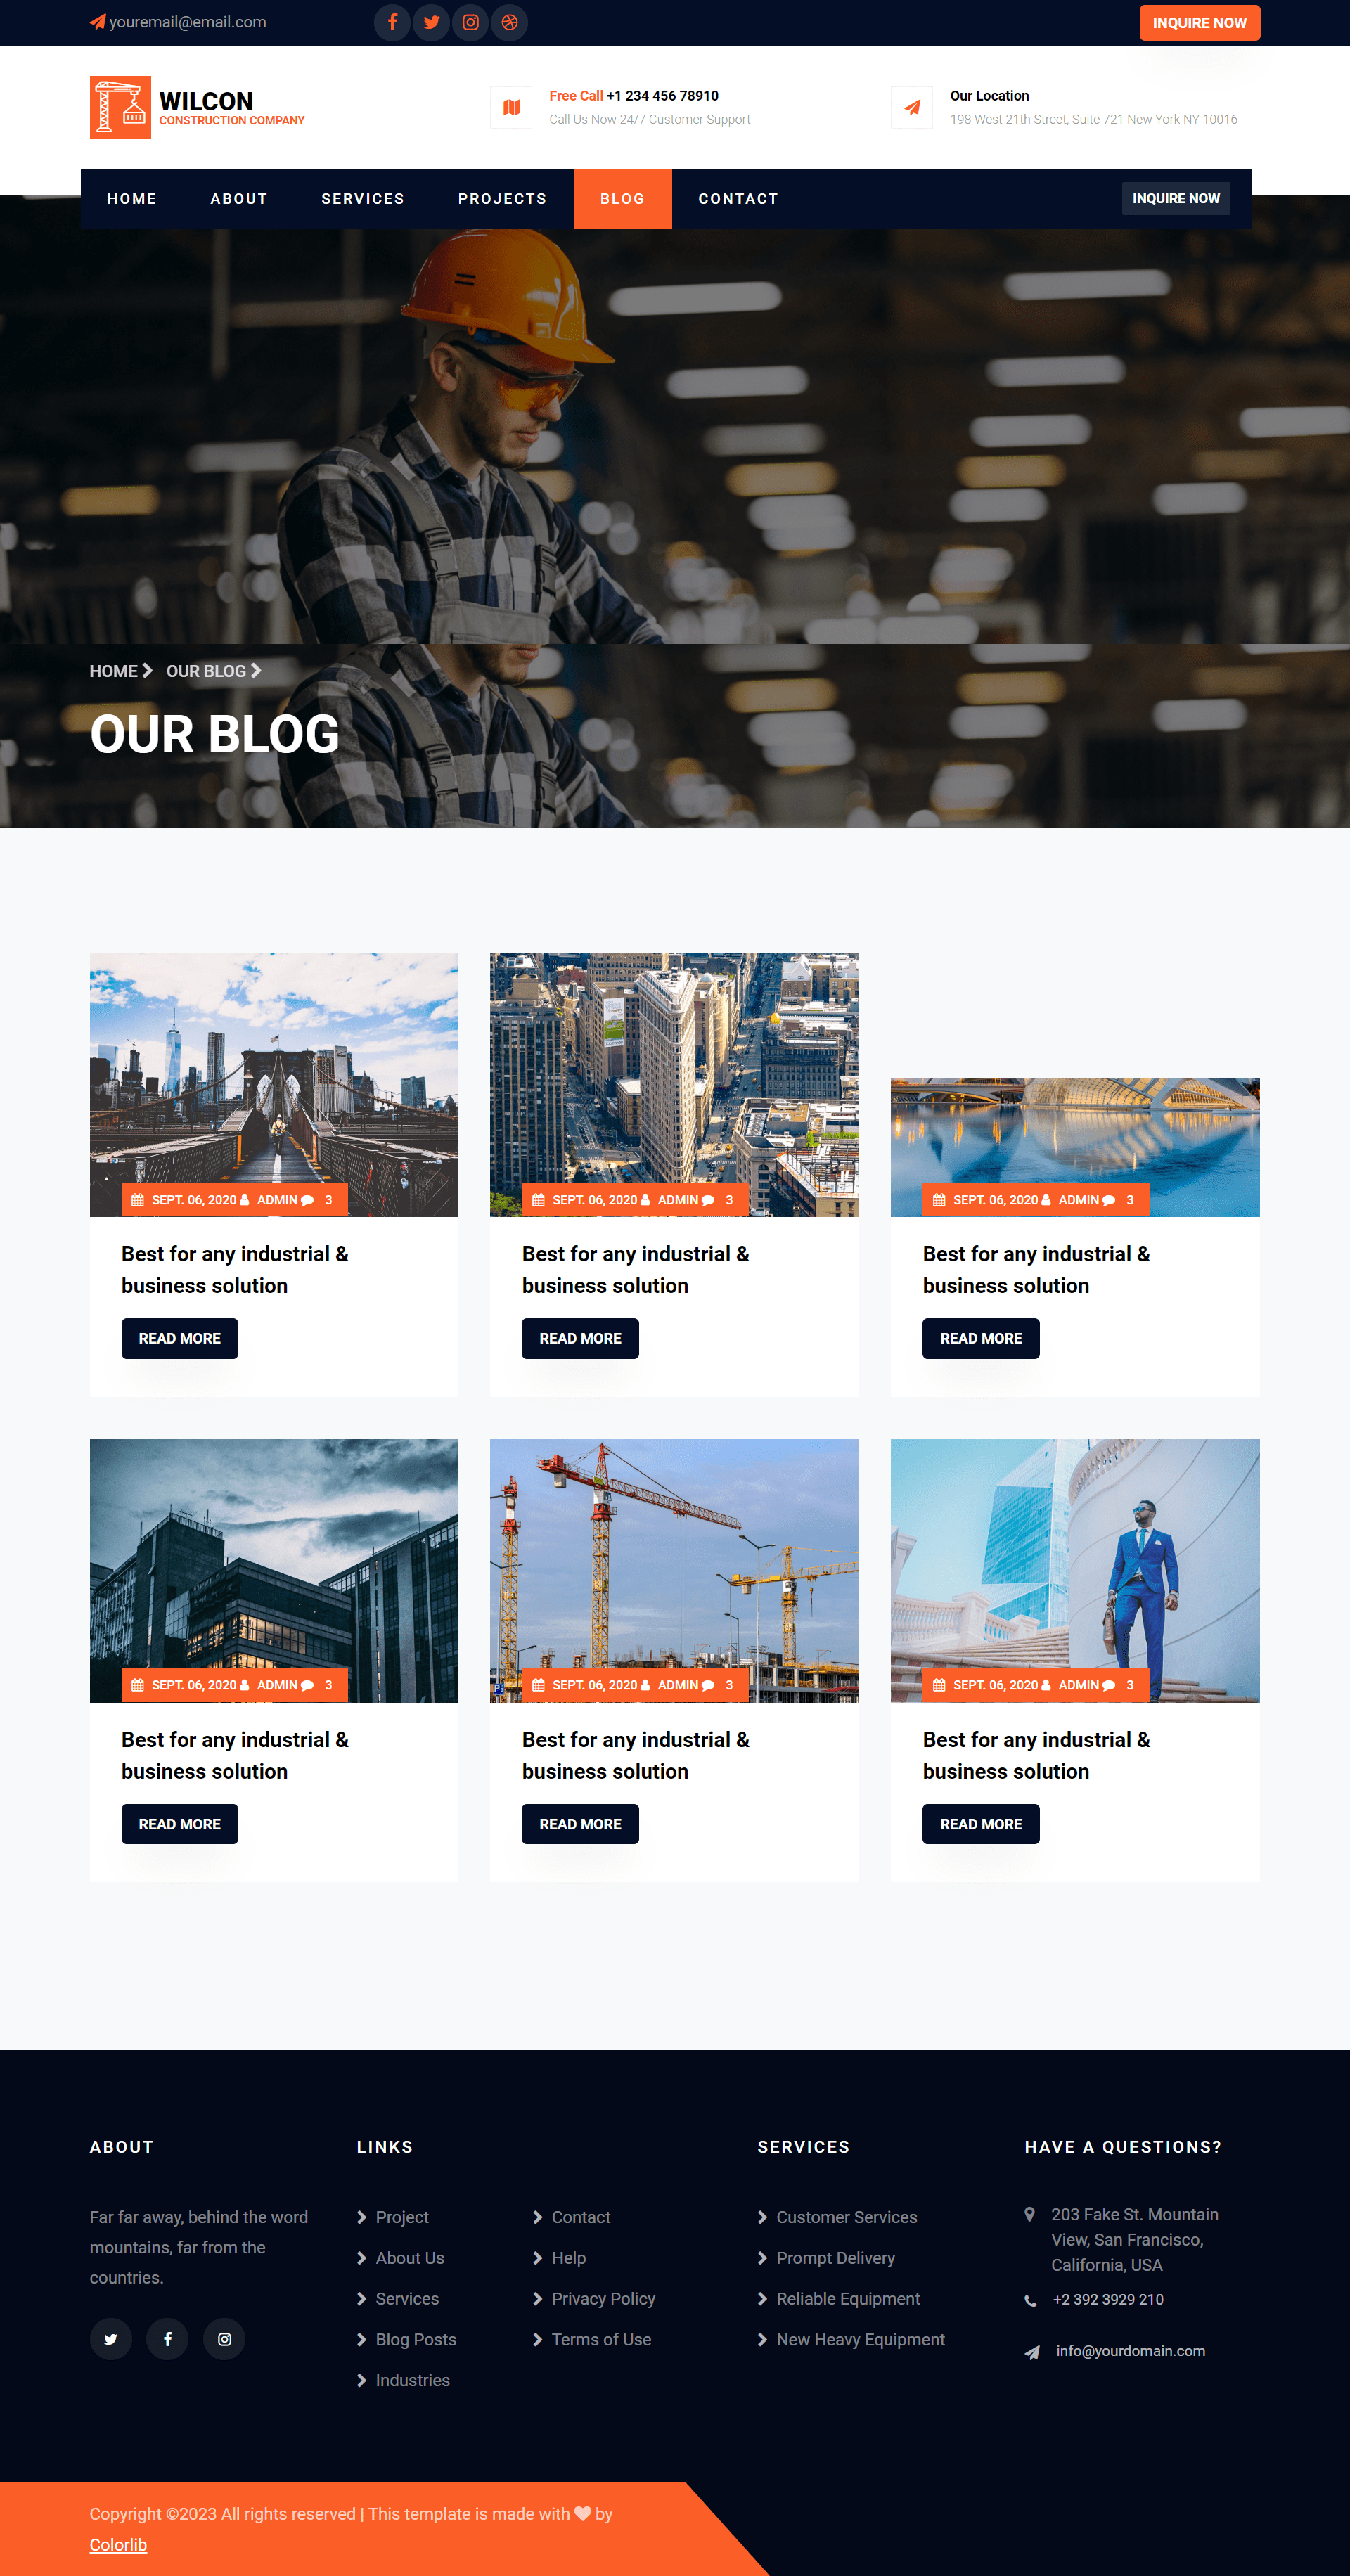 youremail@email.com
INQUIRE NOW
WILCON
CONSTRUCTION COMPANY
Free Call +1 234 456 78910
Call Us Now 24/7 Customer Support
Our Location
198 West 21th Street, Suite 721 New York NY 10016
HOME
ABOUT
SERVICES
PROJECTS
BLOG
CONTACT
INQUIRE NOW
HOME OUR BLOG
OUR BLOG
SEPT. 06, 2020 ADMIN 3
Best for any industrial &
business solution
READ MORE
SEPT. 06, 2020 ADMIN 3
Best for any industrial &
business solution
READ MORE
SEPT. 06, 2020 ADMIN 3
Best for any industrial &
business solution
READ MORE
SEPT. 06, 2020 ADMIN 3
Best for any industrial &
business solution
READ MORE
SEPT. 06, 2020 ADMIN 3
Best for any industrial &
business solution
READ MORE
SEPT. 06, 2020 ADMIN 3
Best for any industrial &
business solution
READ MORE
ABOUT
Far far away, behind the word
mountains, far from the
countries.
LINKS
Project
About Us
Services
Blog Posts
Industries
Contact
Help
Privacy Policy
Terms of Use
SERVICES
Customer Services
Prompt Delivery
Reliable Equipment
New Heavy Equipment
HAVE A QUESTIONS?
203 Fake St. Mountain
View, San Francisco,
California, USA
+2 392 3929 210
info@yourdomain.com
Copyright ©2023 All rights reserved | This template is made with by
Colorlib